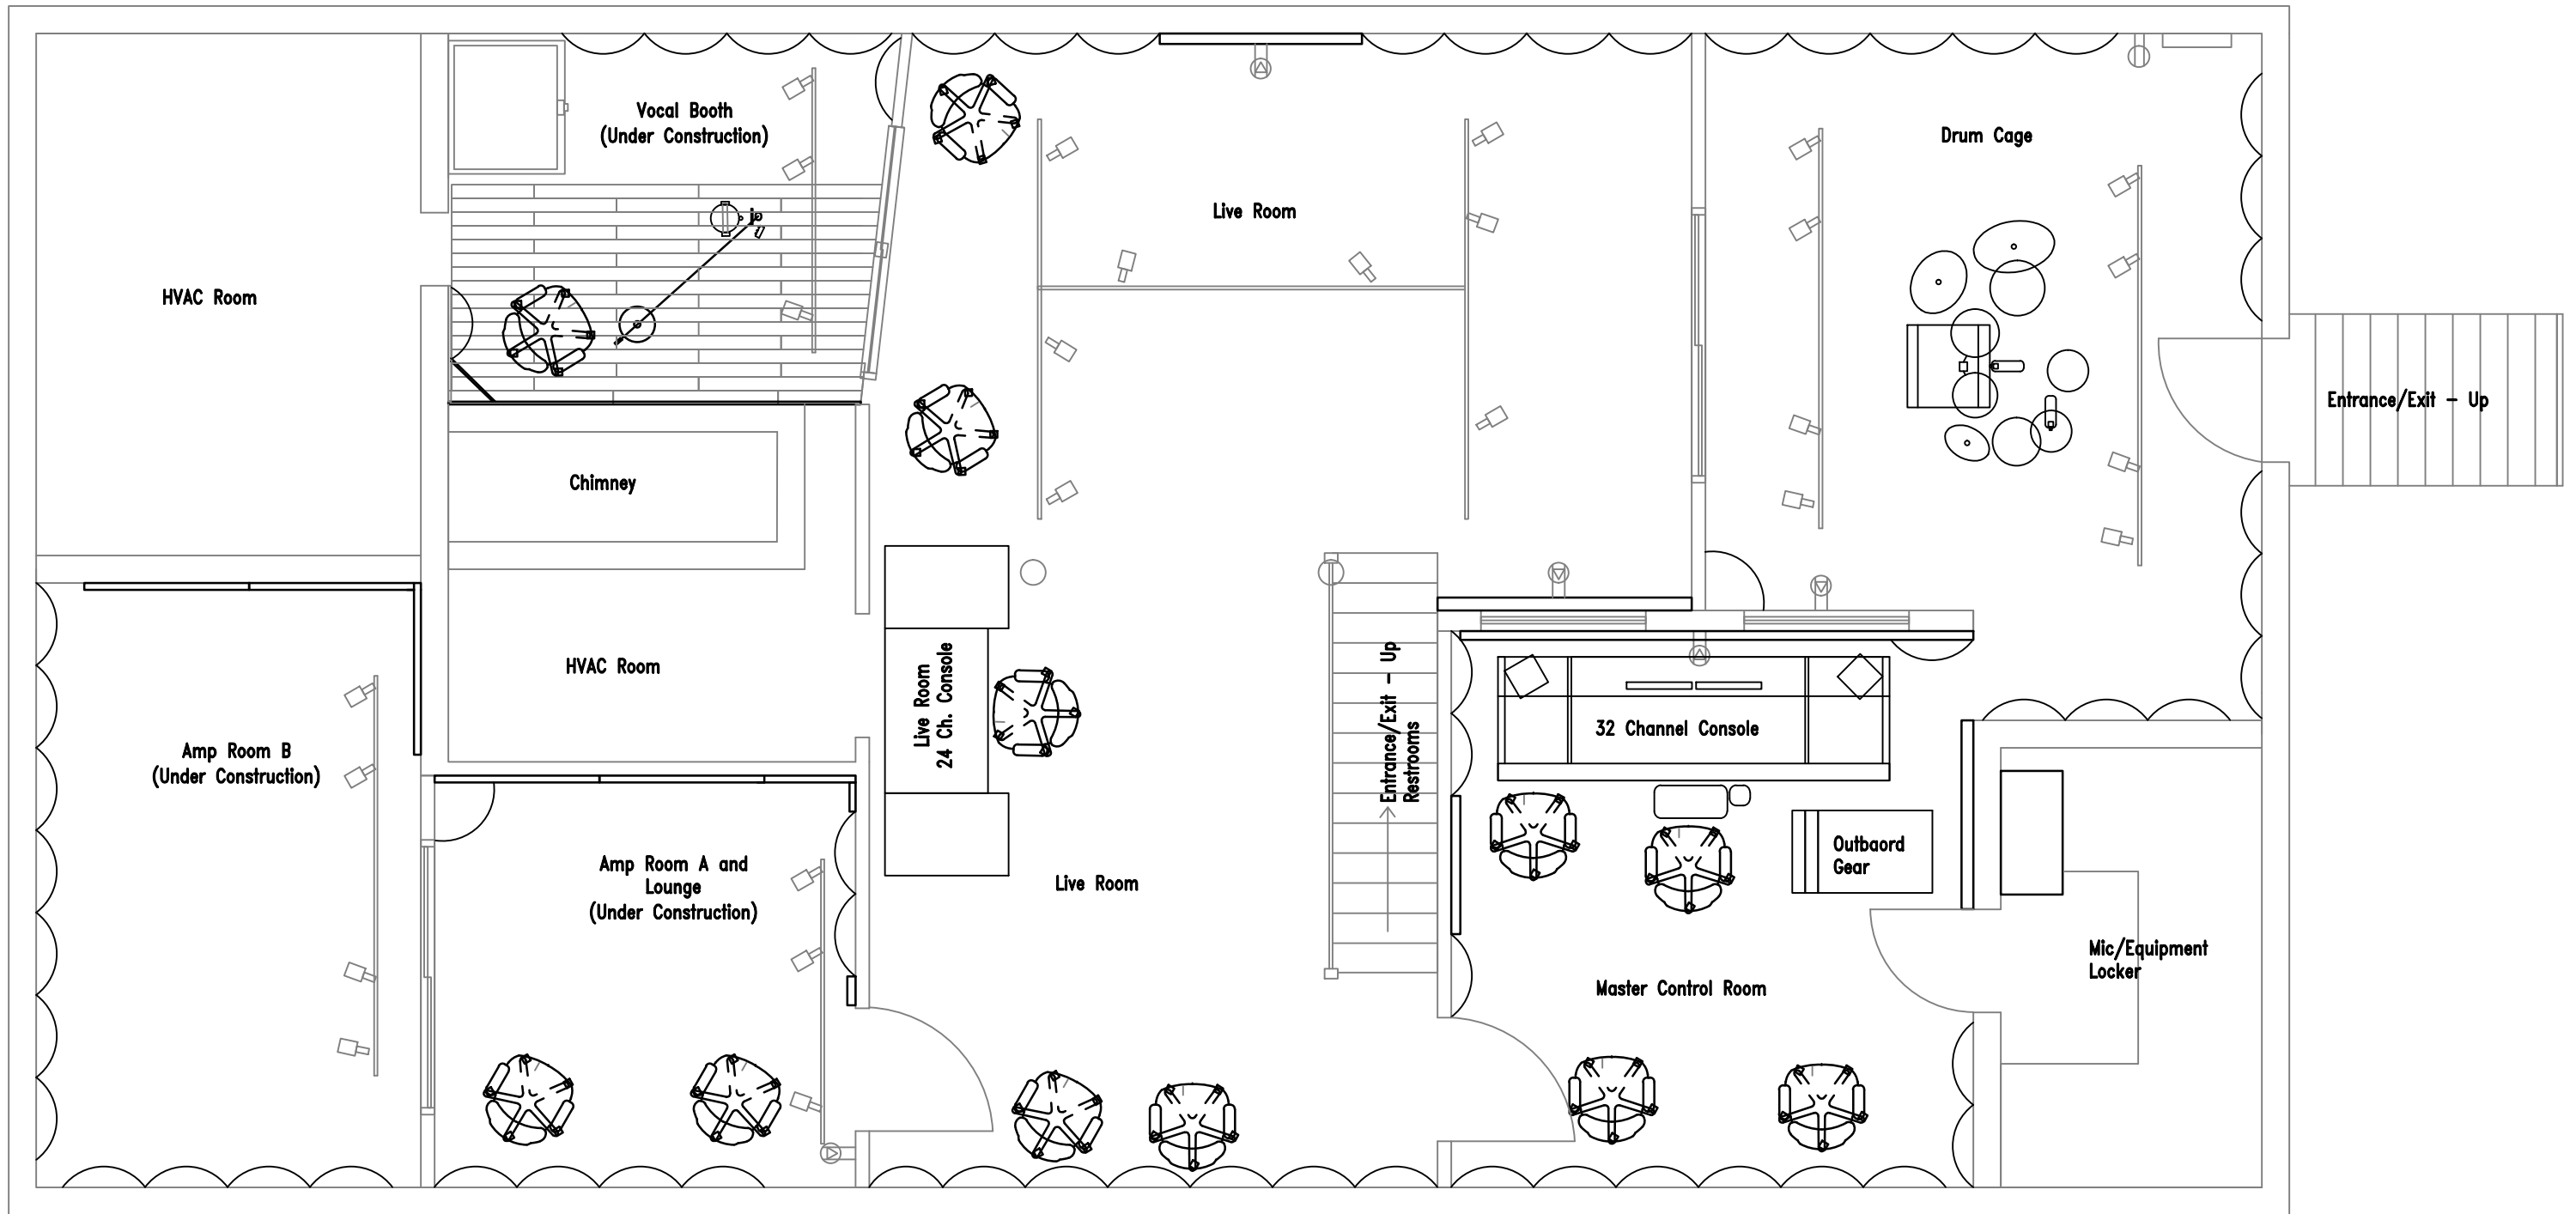 Vocal Booth
(Under Construction)
Drum Cage
Live Room
HVAC Room
Entrance/Exit - Up
Chimney
HVAC Room
Live Room
24 Ch. Console
Entrance/Exit - Up
Restrooms
32 Channel Console
Amp Room B
(Under Construction)
Amp Room A and
Lounge
(Under Construction)
Live Room
Outbaord
Gear
Mic/Equipment
Locker
Master Control Room